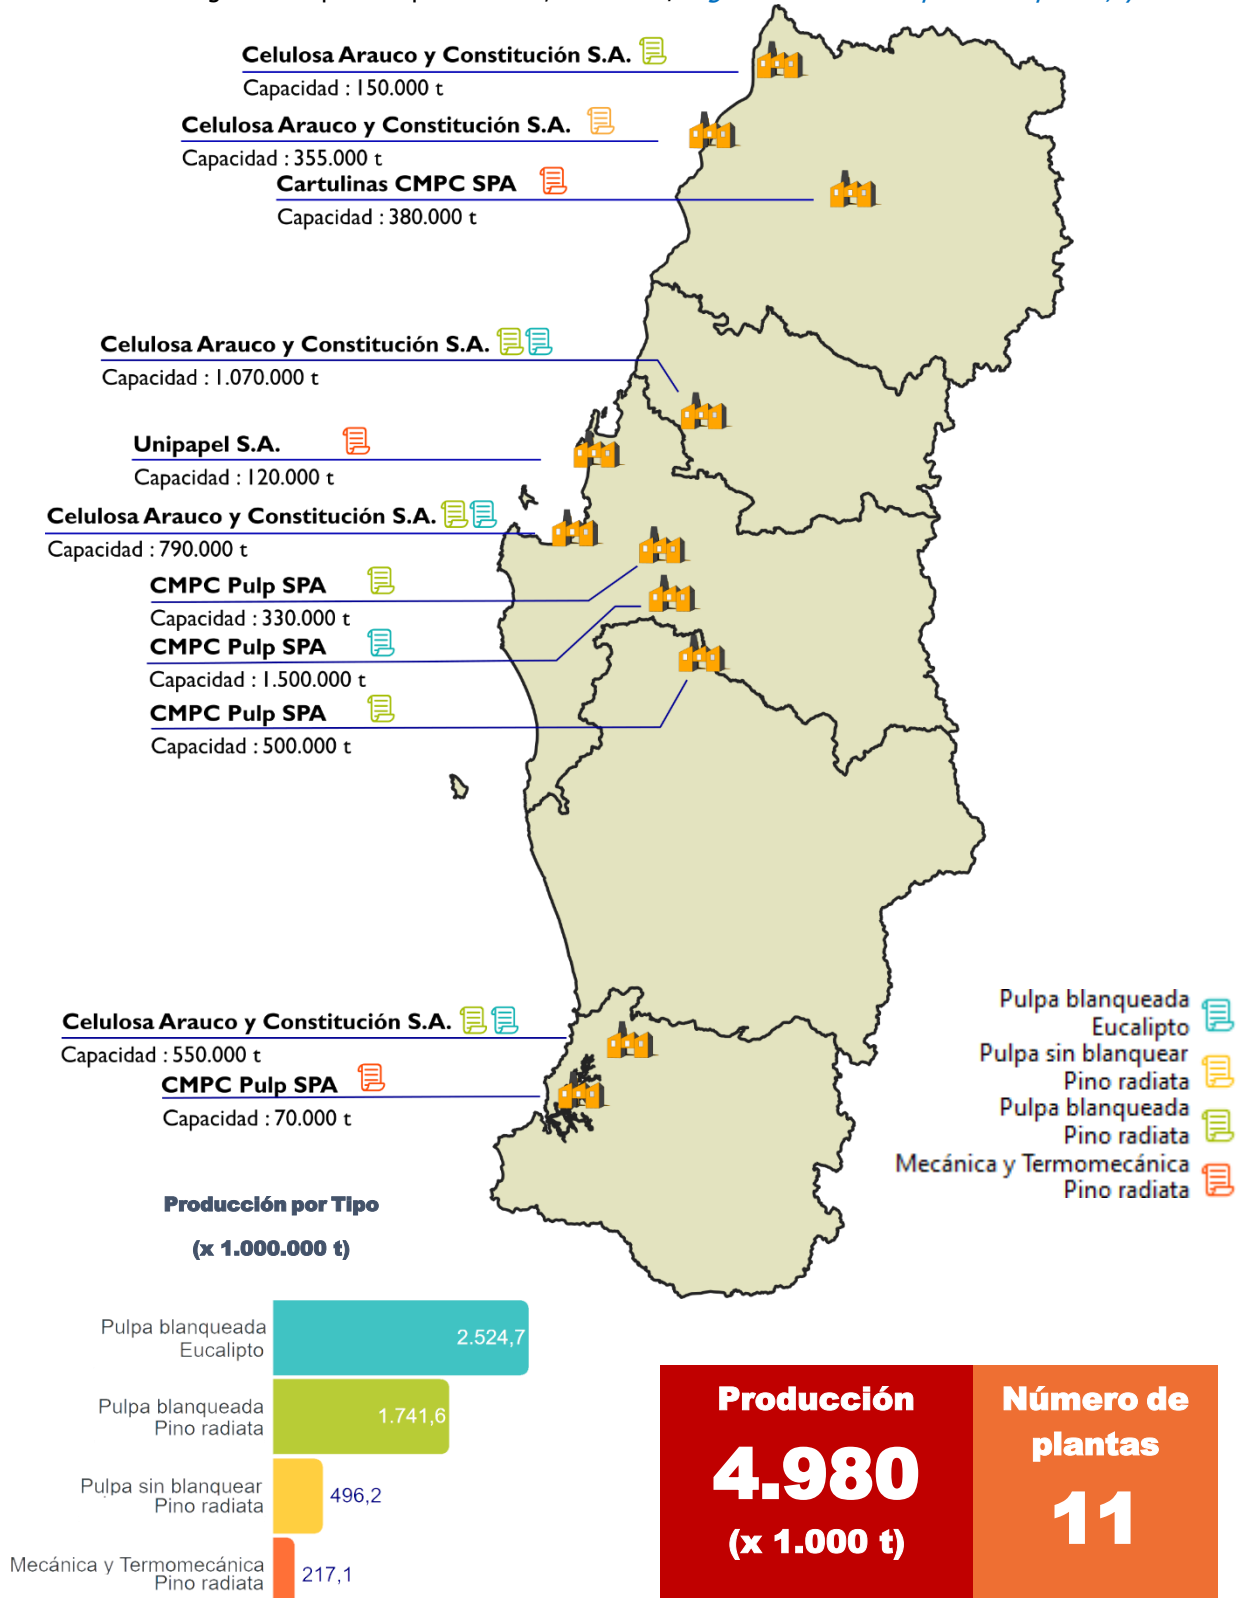 Celulosa Arauco y Constitución S.A.
Capacidad : 150.000 t
Celulosa Arauco y Constitución S.A.
Capacidad : 355.000 t
Cartulinas CMPC SPA
Capacidad : 380.000 t
Celulosa Arauco y Constitución S.A.
Capacidad : 1.070.000 t
Unipapel S.A.
Capacidad : 120.000 t
Celulosa Arauco y Constitución S.A.
Capacidad : 790.000 t
CMPC Pulp SPA
Capacidad : 330.000 t
CMPC Pulp SPA
Capacidad : 1.500.000 t
CMPC Pulp SPA
Capacidad : 500.000 t
Celulosa Arauco y Constitución S.A.
Capacidad : 550.000 t
CMPC Pulp SPA
Capacidad : 70.000 t
Pulpa blanqueada
Eucalipto
Pulpa sin blanquear
Pino radiata
Pulpa blanqueada
Pino radiata
Mecánica y Termomecánica
Pino radiata
Producción por Tipo
(x 1.000.000 t)
Pulpa blanqueada
Eucalipto
2.524,7
Pulpa blanqueada
Pino radiata
1.741,6
Pulpa sin blanquear
Pino radiata
496,2
Mecánica y Termomecánica
Pino radiata
217,1
Producción
4.980
(x 1.000 t)
Número de
plantas
11